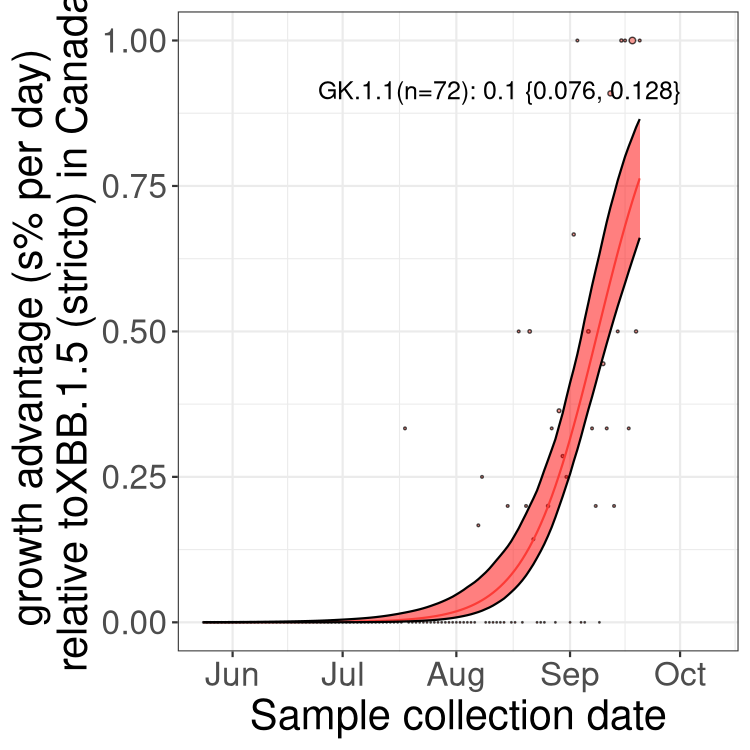 growth advantage (s% per day)
relative toXBB.1.5 (stricto) in Canada
1.00
0.75
0.50
0.25
0.00
GK.1.1(n=72): 0.1 {0.076, 0.128}
Jun Jul Aug Sep Oct
Sample collection date